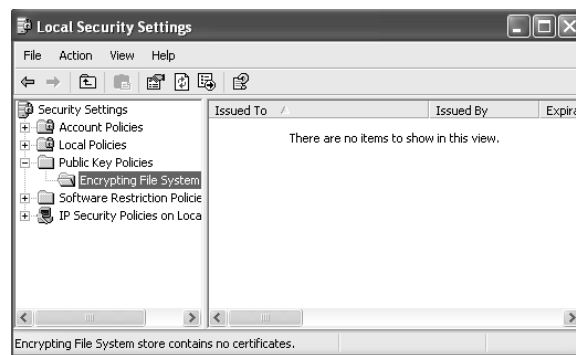 Local Security Settings
File Action View Help
Security Settings
Account Policies
Local Policies
Public Key Policies
Encrypting File System
Software Restriction Policie
IP Security Policies on Loca
Issued To Issued By Expira
There are no items to show in this view.
Encrypting File System store contains no certificates.